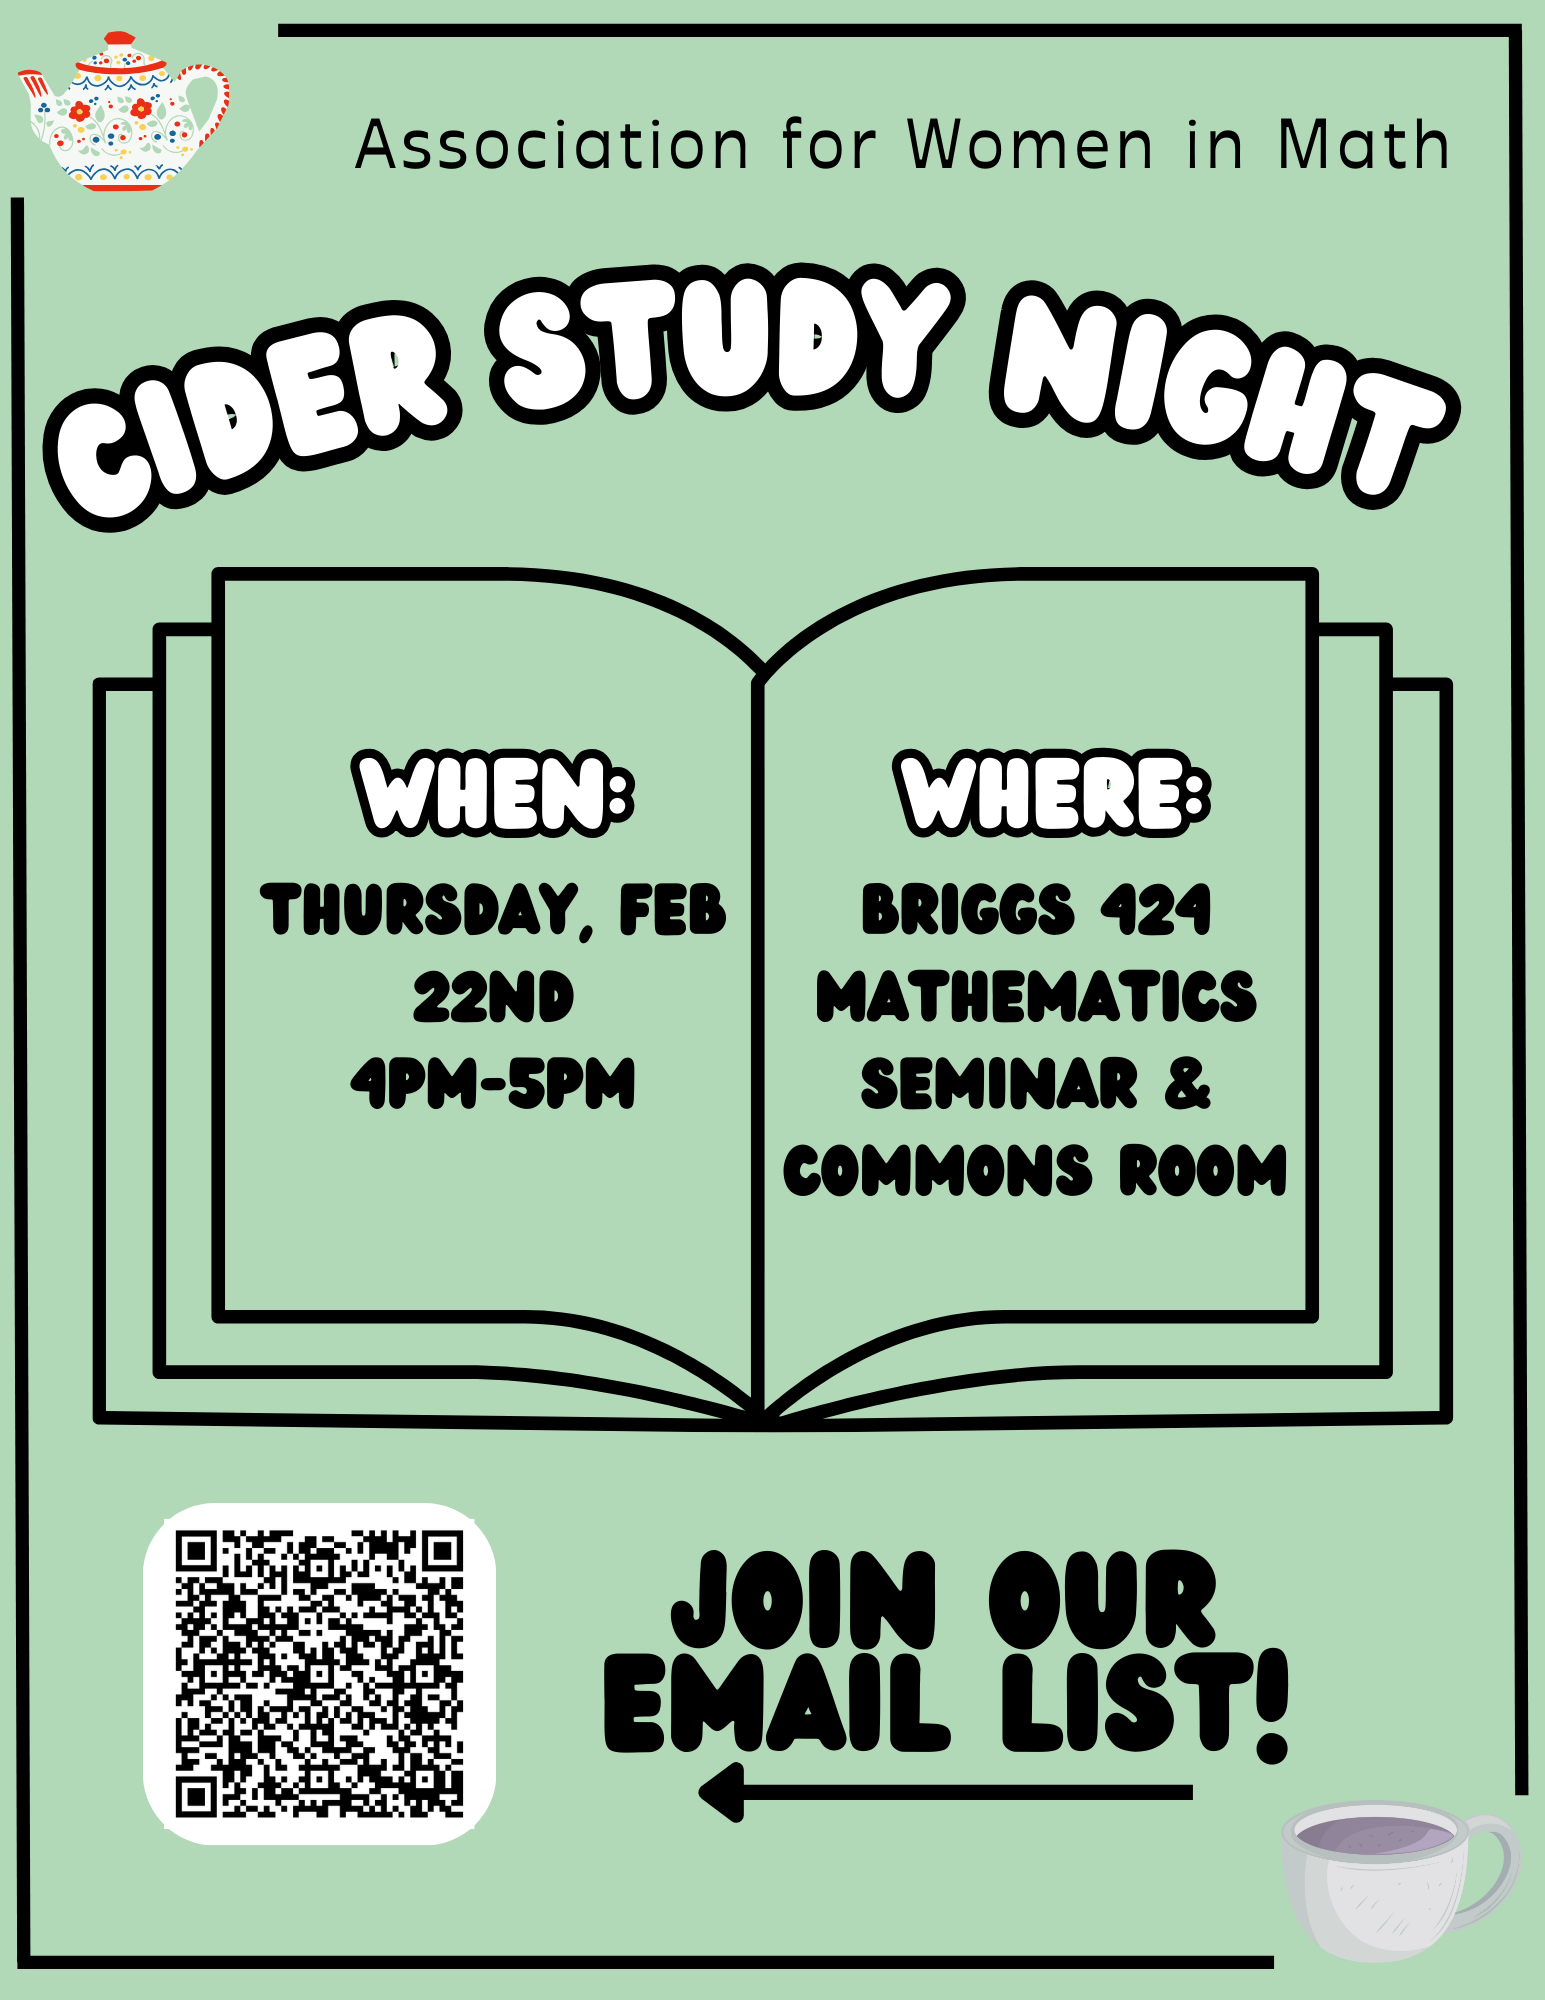 Association for Women in Math
CIDER STUDY NIGHT
WHEN:
THURSDAY, FEB
22ND
4PM-5PM
WHERE:
BRIGGS 424
MATHEMATICS
SEMINAR &
COMMONS ROOM
JOIN OUR
EMAIL LIST!